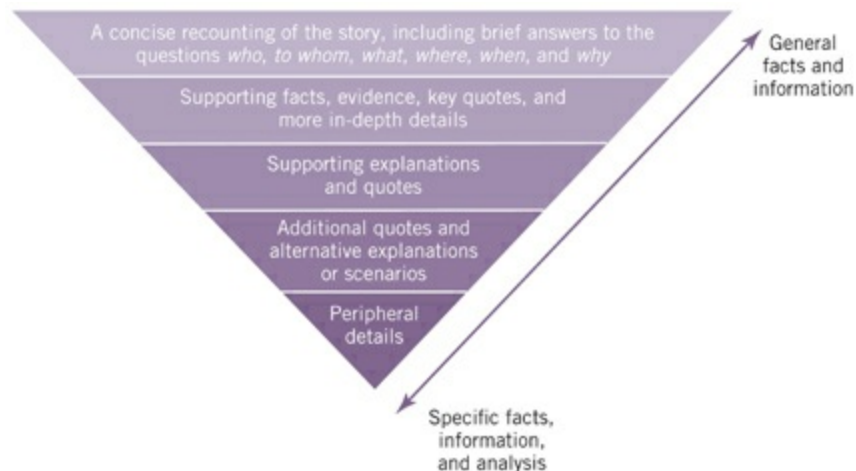 A concise recounting of the story, including brief answers to the
questions who, to whom, what, where, when, and why
Supporting facts, evidence, key quotes, and
more in-depth details
Supporting explanations
and quotes
Additional quotes and
alternative explanations
or scenarios
Peripheral
details
General
facts and
information
Specific facts,
information,
and analysis